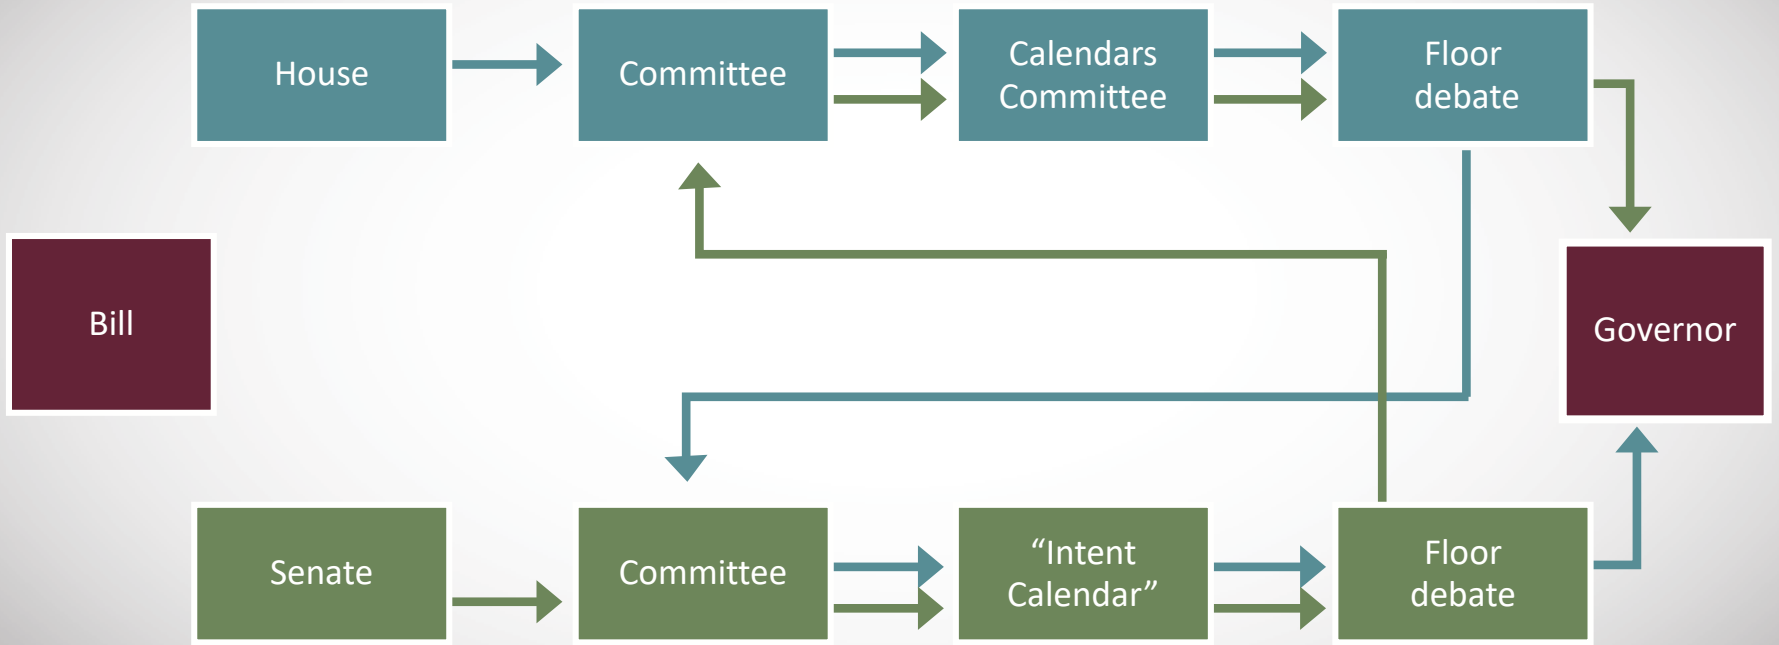 House
Committee
Calendars
Committee
Floor
debate
Bill
Governor
Senate
Committee
“Intent
Calendar”
Floor
debate